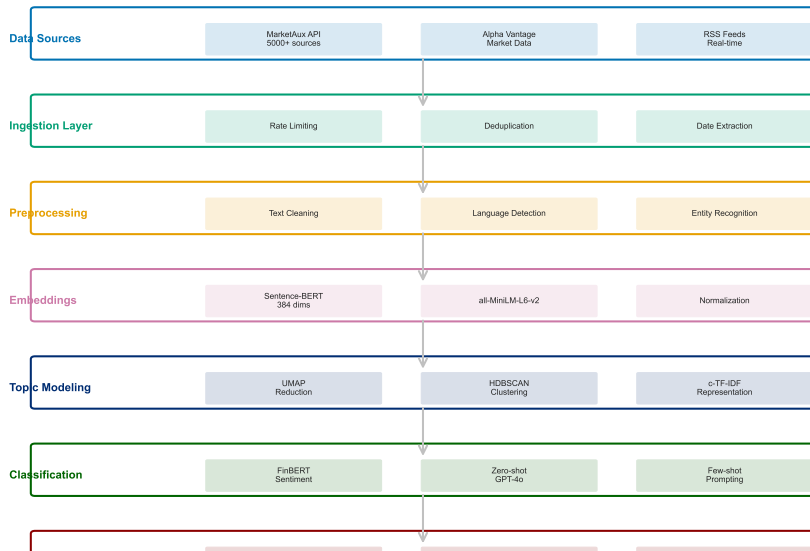 Data Sources
MarketAux API
5000+ sources
Alpha Vantage
Market Data
RSS Feeds
Real-time
Ingestion Layer
Rate Limiting
Deduplication
Date Extraction
Preprocessing
Text Cleaning
Language Detection
Entity Recognition
Embeddings
Sentence-BERT
384 dims
all-MiniLM-L6-v2
Normalization
Topic Modeling
UMAP
Reduction
HDBSCAN
Clustering
c-TF-IDF
Representation
Classification
FinBERT
Sentiment
Zero-shot
GPT-4o
Few-shot
Prompting